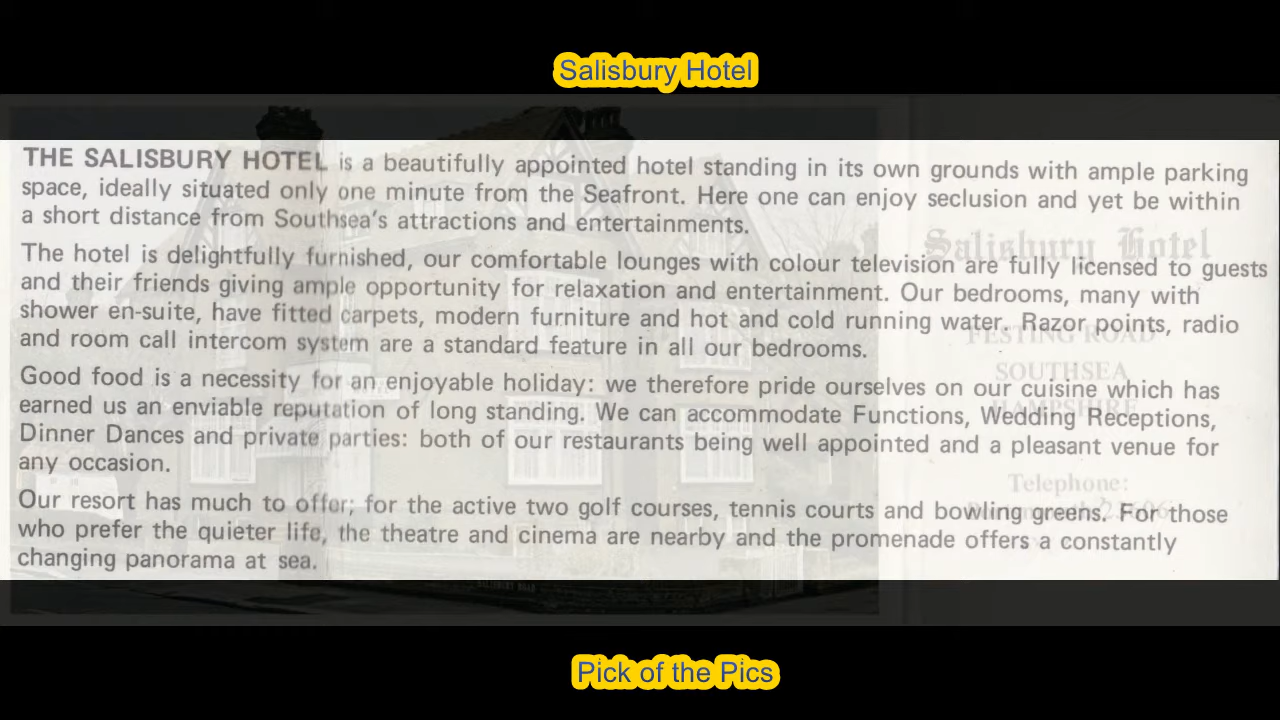 Salisbury Hotel
THE SALISBURY HOTEL is a beautifully appointed hotel standing in its own grounds with ample parking
space, ideally situated only one minute from the Seafront. Here one can enjoy seclusion and yet be within
a short distance from Southsea's attractions and entertainments.
The hotel is delightfully furnished, our comfortable lounges with colour television are fully licensed to guests
and their friends giving ample opportunity for relaxation and entertainment. Our bedrooms, many with
shower en-suite, have fitted carpets, modern furniture and hot and cold running water. Razor points, radio
and room call intercom system are a standard feature in all our bedrooms.
Good food is a necessity for an enjoyable holiday: we therefore pride ourselves on our cuisine which has
earned us an enviable reputation of long standing. We can accommodate Functions, Wedding Receptions,
Dinner Dances and private parties: both of our restaurants being well appointed and a pleasant venue for
any occasion.
Our resort has much to offer; for the active two golf courses, tennis courts and bowling greens. For those
who prefer the quieter life, the theatre and cinema are nearby and the promenade offers a constantly
changing panorama at sea.
Salisbury Hotel
FESTING ROAD
SOUTHSEA
HAMPSHIRE
Telephone:
Pick of the Pics